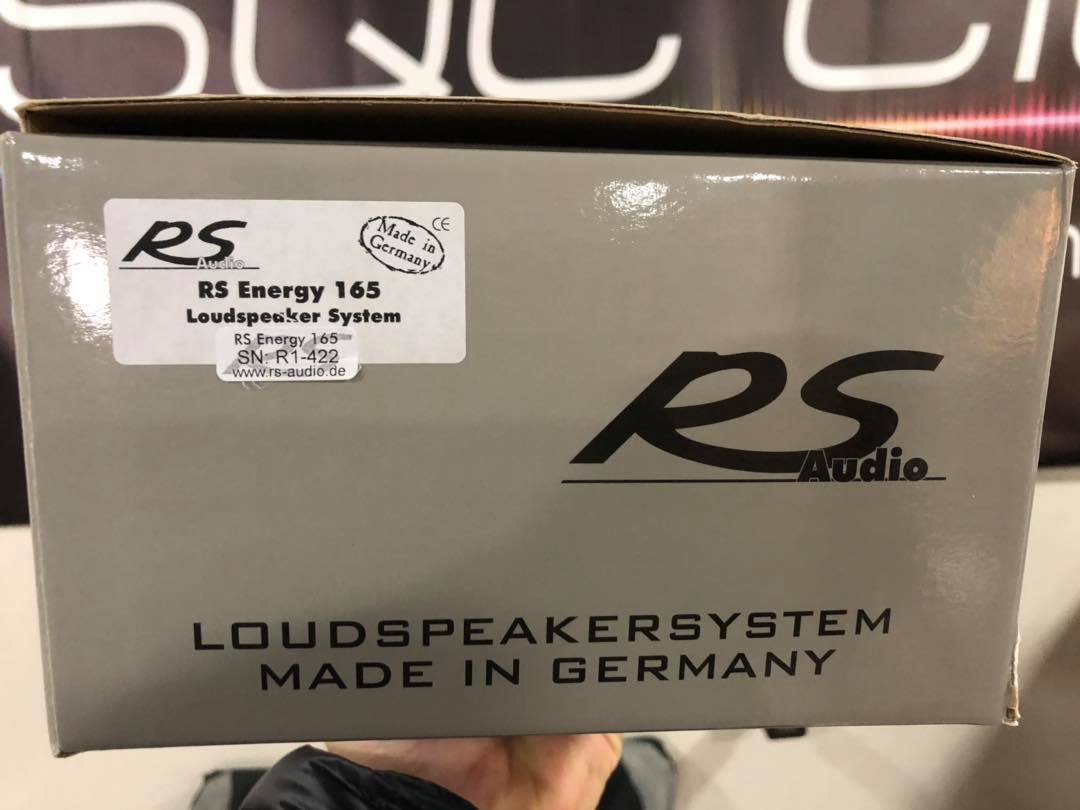 SQL
RS
Audio
Made in
Germany
CE
RS Energy 165
Loudspeaker System
RS Energy 165
SN: R1-422
www.rs-audio.de
RS
Audio
LOUDSPEAKERSYSTEM
MADE IN GERMANY